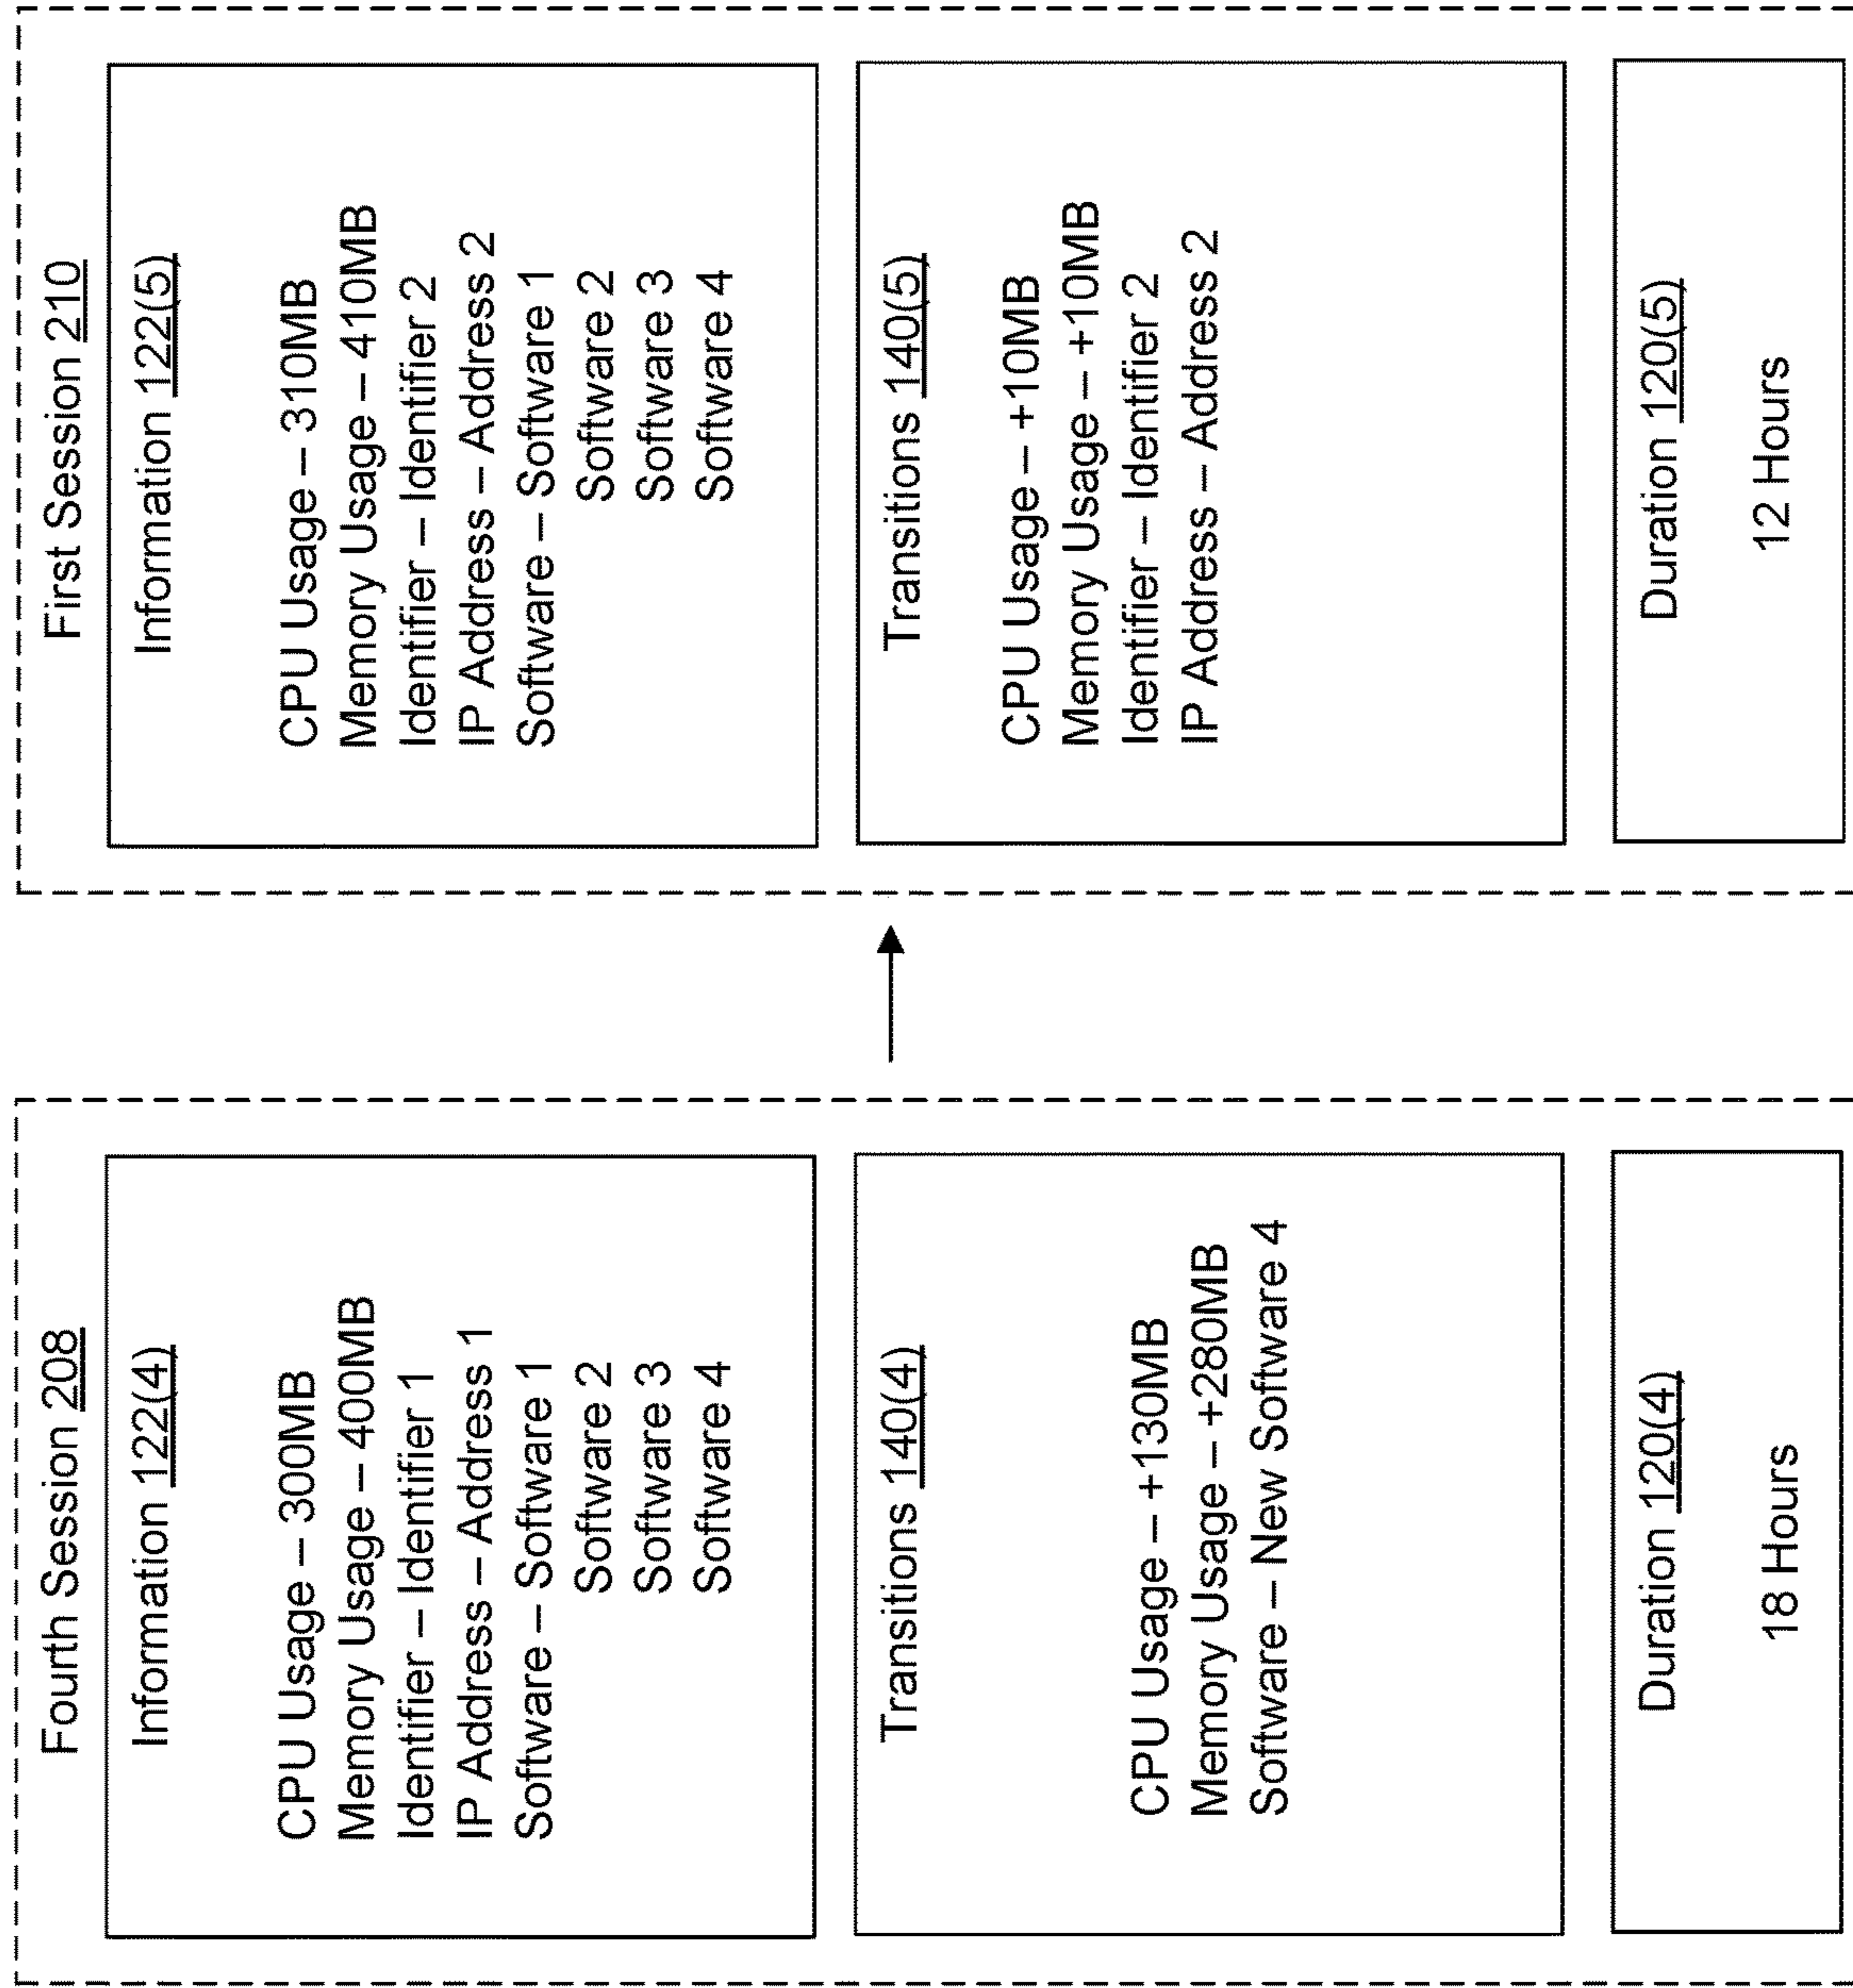 Fourth Session 208
Information 122(4)
CPU Usage – 300MB
Memory Usage – 400MB
Identifier – Identifier 1
IP Address – Address 1
Software – Software 1
Software 2
Software 3
Software 4
Transitions 140(4)
CPU Usage – +130MB
Memory Usage – +280MB
Software – New Software 4
Duration 120(4)
18 Hours
First Session 210
Information 122(5)
CPU Usage – 310MB
Memory Usage – 410MB
Identifier – Identifier 2
IP Address – Address 2
Software – Software 1
Software 2
Software 3
Software 4
Transitions 140(5)
CPU Usage – +10MB
Memory Usage – +10MB
Identifier – Identifier 2
IP Address – Address 2
Duration 120(5)
12 Hours